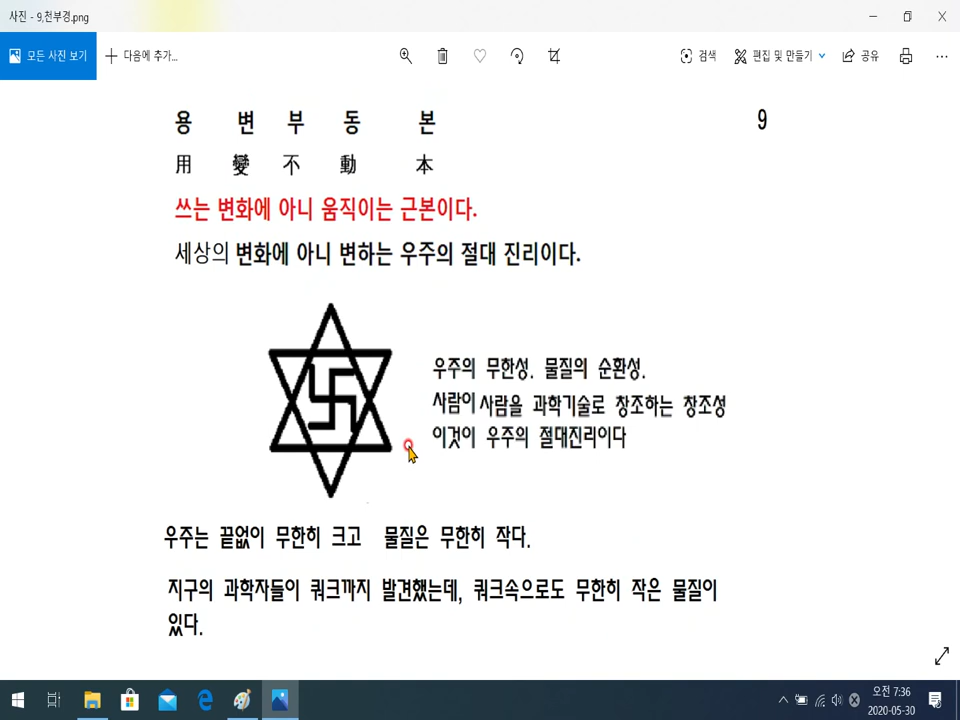 사진 - 9,천부경.png
모든 사진 보기 다음에 추가... 검색 편집 및 만들기 공유
용 변 부 동 본 9
用 變 不 動 本
쓰는 변화에 아니 움직이는 근본이다.
세상의 변화에 아니 변하는 우주의 절대 진리이다.
우주의 무한성. 물질의 순환성.
사람이 사람을 과학기술로 창조하는 창조성
이것이 우주의 절대진리이다
우주는 끝없이 무한히 크고 물질은 무한히 작다.
지구의 과학자들이 쿼크까지 발견했는데, 쿼크속으로도 무한히 작은 물질이
있다.
오전 7:36
2020-05-30